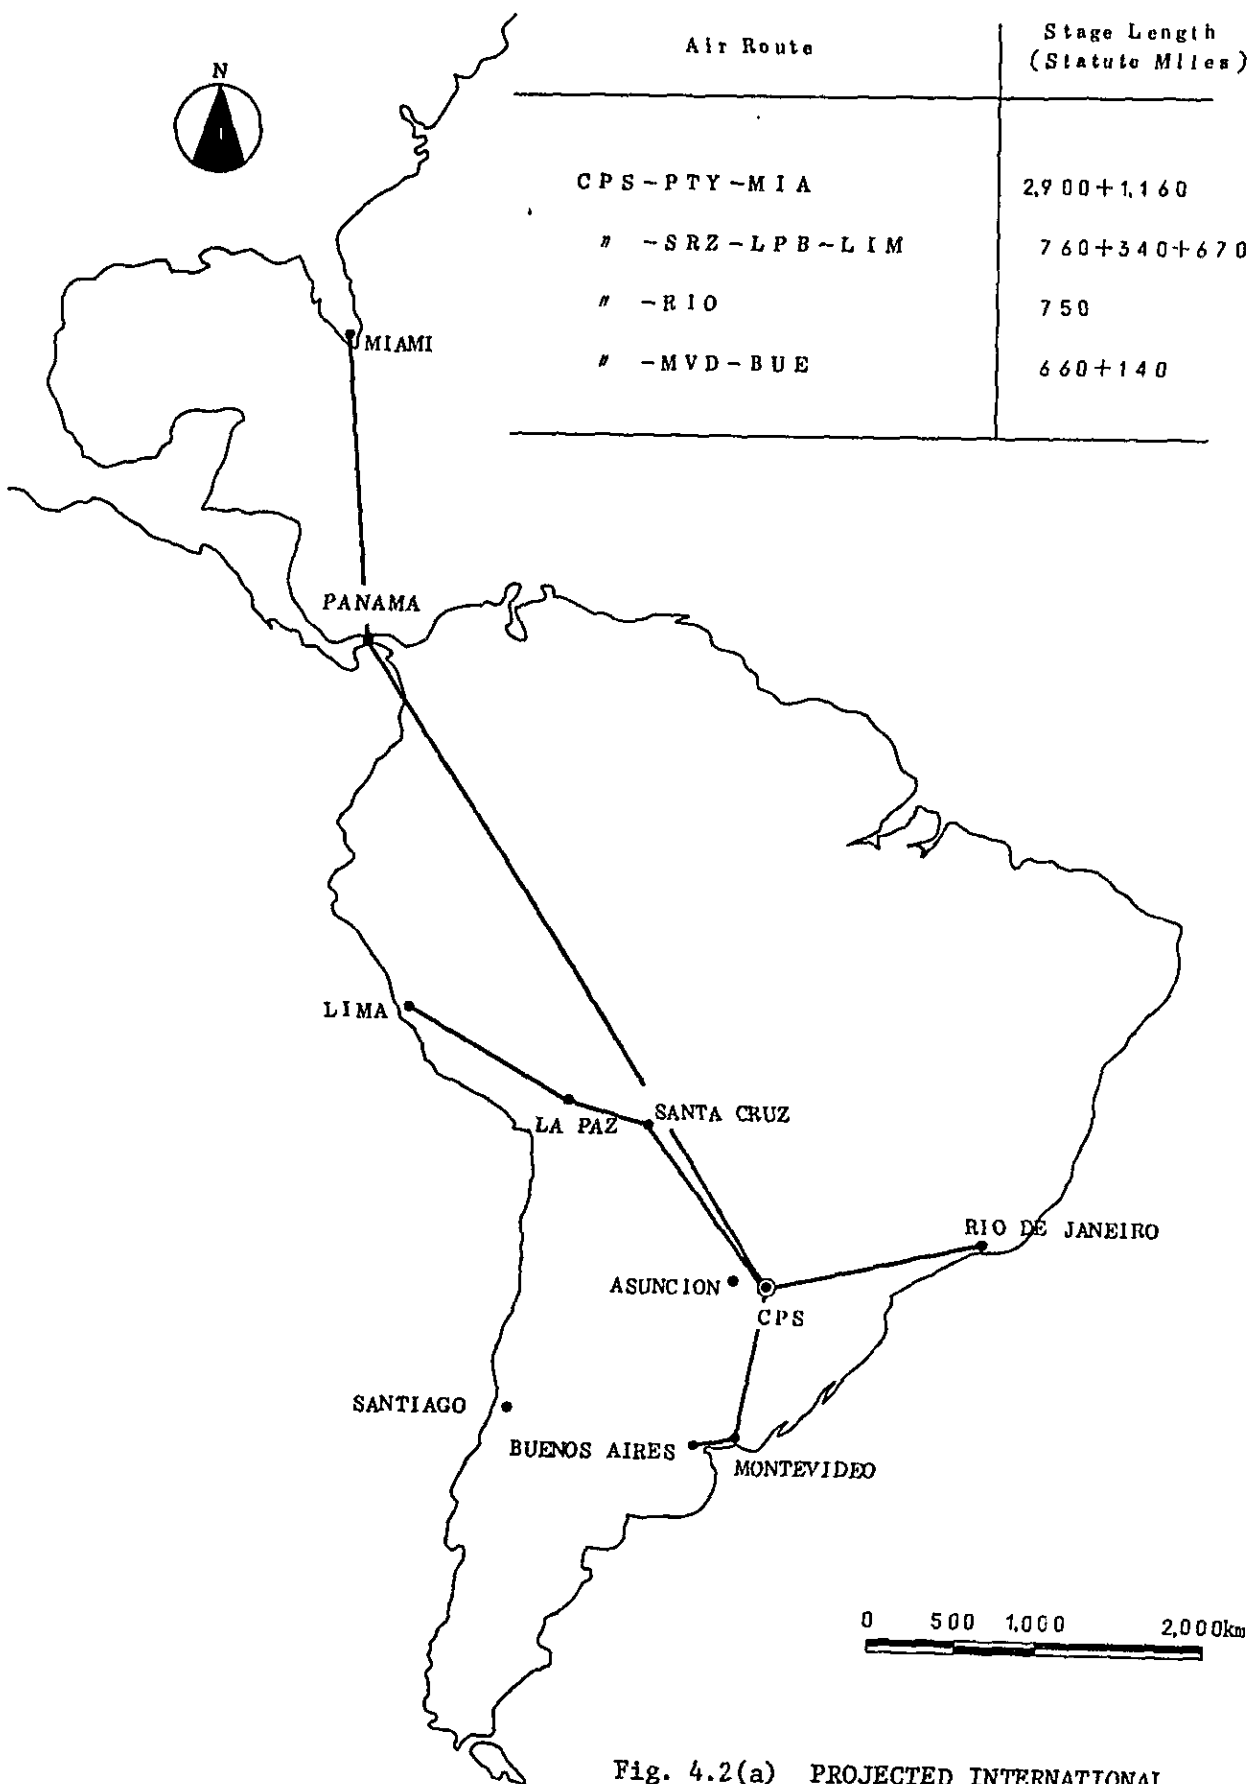 N
Air Route
Stage Length
(Statute Miles)
CPS-PTY-MIA 2,900+1,160
〃 -SRZ-LPB-LIM 760+340+670
〃 -RIO 750
〃 -MVD-BUE 660+140
MIAMI
PANAMA
LIMA
LA PAZ
SANTA CRUZ
RIO DE JANEIRO
ASUNCION
CPS
SANTIAGO
BUENOS AIRES
MONTEVIDEO
0 500 1,000 2,000km
Fig. 4.2(a) PROJECTED INTERNATIONAL